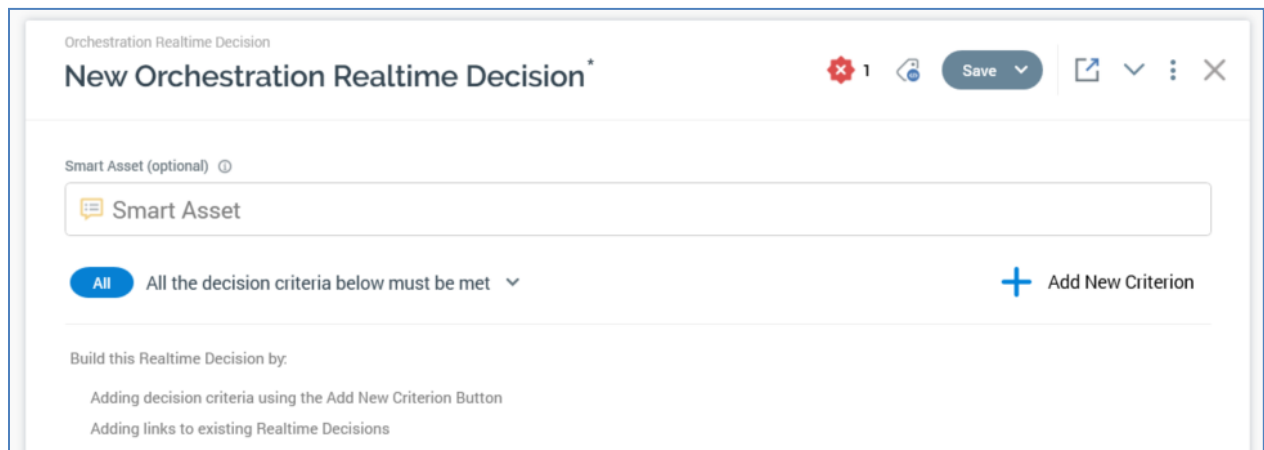 Orchestration Realtime Decision
New Orchestration Realtime Decision*
1
Save
Smart Asset (optional)
Smart Asset
All All the decision criteria below must be met
Add New Criterion
Build this Realtime Decision by:
Adding decision criteria using the Add New Criterion Button
Adding links to existing Realtime Decisions